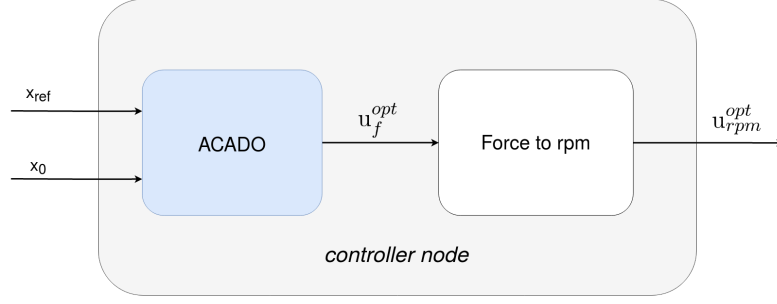 x_ref
x_0
ACADO
u_f^opt
Force to rpm
u_rpm^opt
controller node